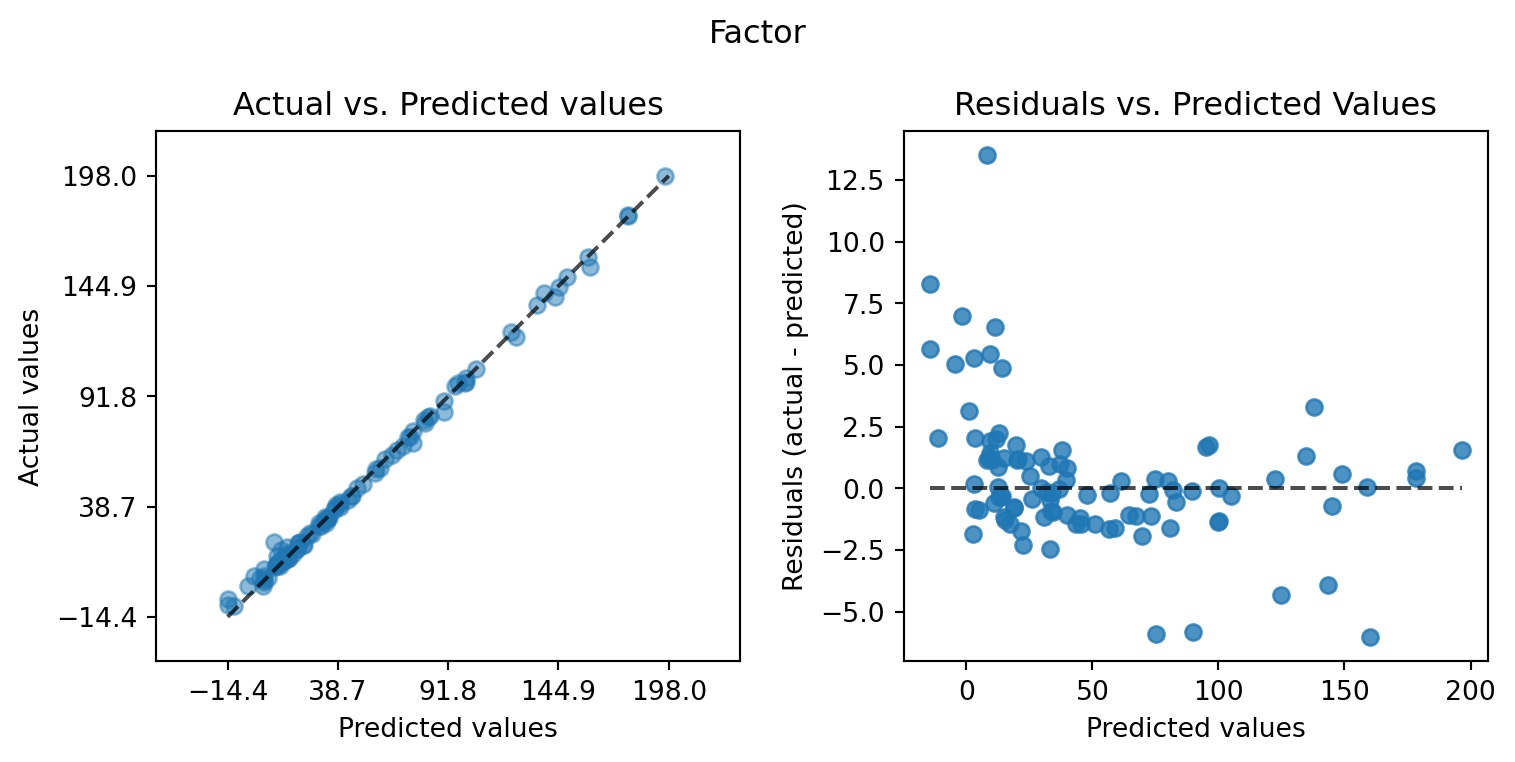 Factor
Actual vs. Predicted values
198.0
144.9
91.8
38.7
−14.4
Actual values
−14.4 38.7 91.8 144.9 198.0
Predicted values
Residuals vs. Predicted Values
12.5
10.0
7.5
5.0
2.5
0.0
−2.5
−5.0
Residuals (actual - predicted)
0 50 100 150 200
Predicted values